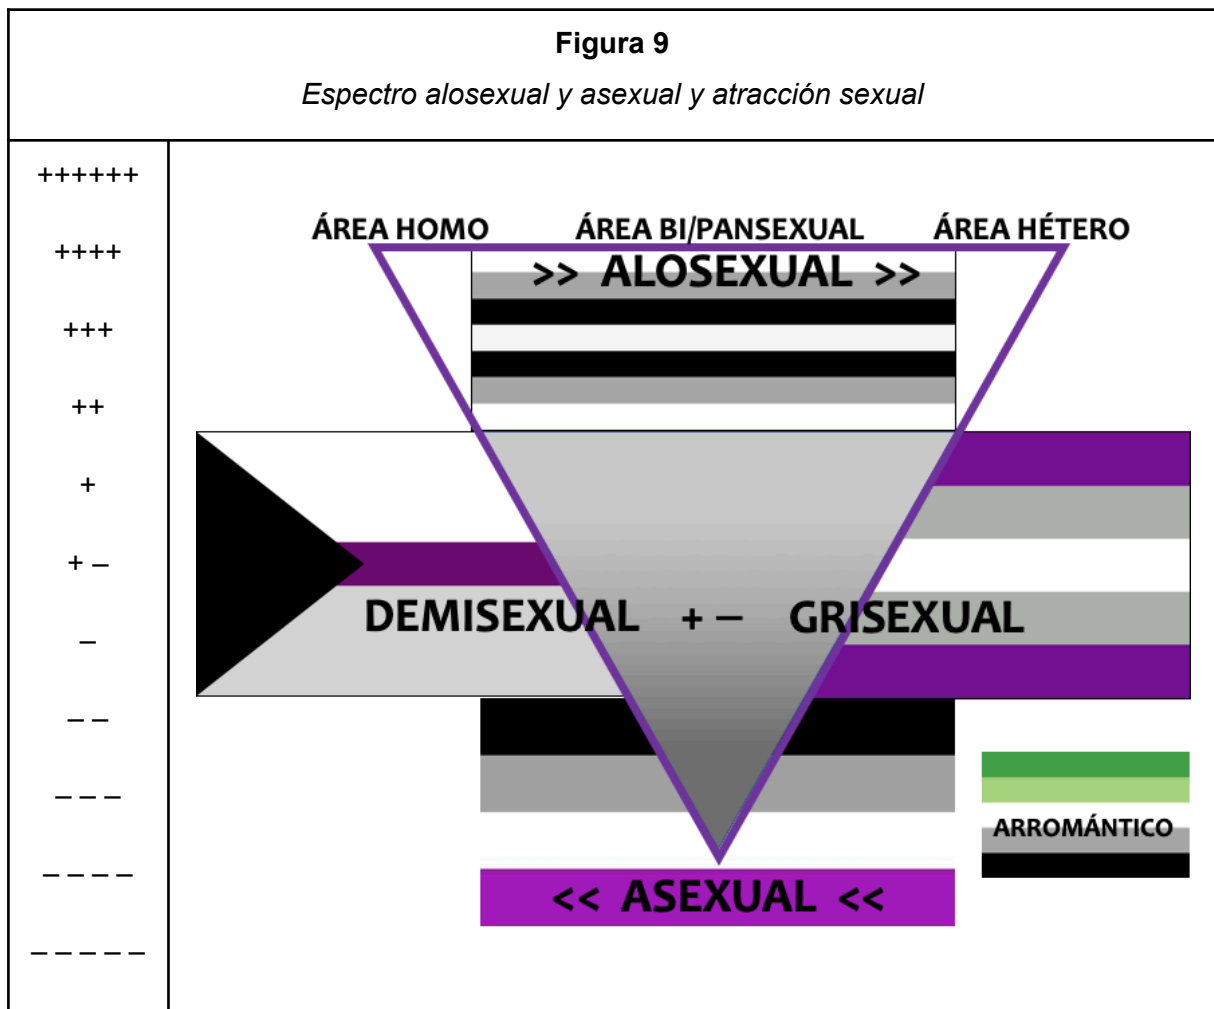 Figura 9
Espectro alosexual y asexual y atracción sexual
++++++
++++
+++
++
+
+ –
–
– –
– – –
– – – –
– – – – –
ÁREA HOMO ÁREA BI/PANSEXUAL ÁREA HÉTERO
>> ALOSEXUAL >>
DEMISEXUAL + – GRISEXUAL
ARROMÁNTICO
<< ASEXUAL <<